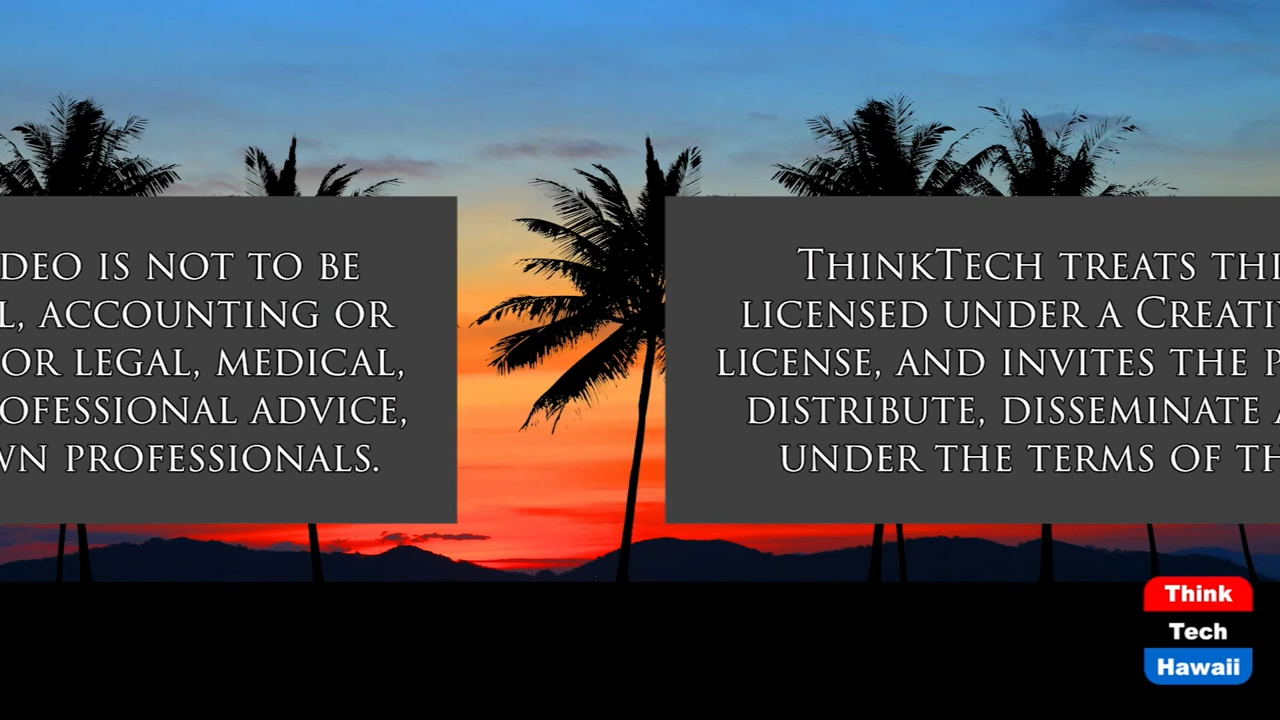 DEO IS NOT TO BE
L, ACCOUNTING OR
OR LEGAL, MEDICAL,
OFESSIONAL ADVICE,
WN PROFESSIONALS.
THINKTECH TREATS THI
LICENSED UNDER A CREATI
LICENSE, AND INVITES THE P
DISTRIBUTE, DISSEMINATE A
UNDER THE TERMS OF TH
Think
Tech
Hawaii